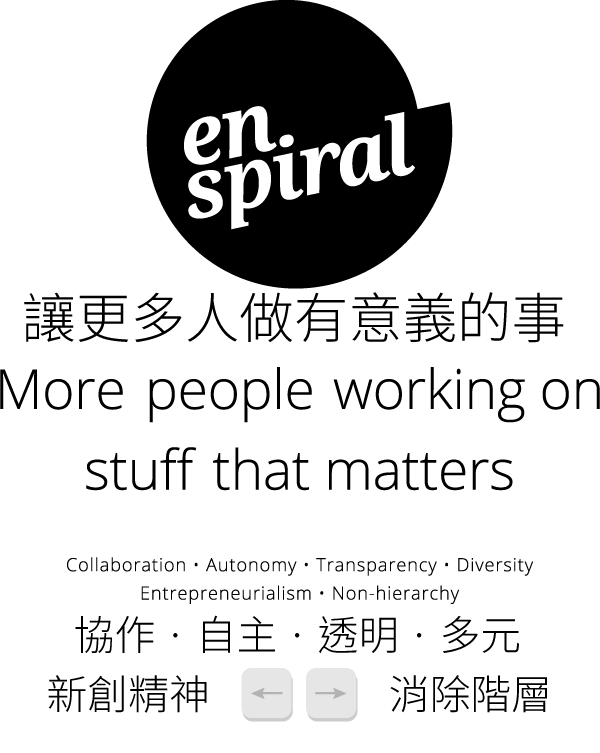 en
spiral
讓更多人做有意義的事
More people working on
stuff that matters
Collaboration • Autonomy • Transparency • Diversity
Entrepreneurialism • Non-hierarchy
協作 · 自主 · 透明 · 多元
新創精神 ← → 消除階層